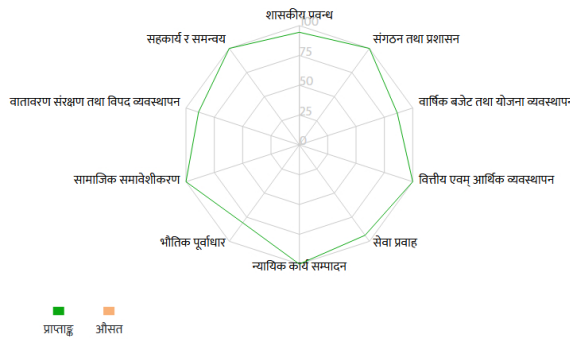 शासकीय प्रवन्ध
100
सहकार्य र समन्वय
संगठन तथा प्रशासन
75
50
वातावरण संरक्षण तथा विपद व्यवस्थापन
वार्षिक बजेट तथा योजना व्यवस्थापन
25
0
सामाजिक समावेशीकरण
वित्तीय एवम् आर्थिक व्यवस्थापन
भौतिक पूर्वाधार
सेवा प्रवाह
न्यायिक कार्य सम्पादन
प्राप्ताङ्क
औसत